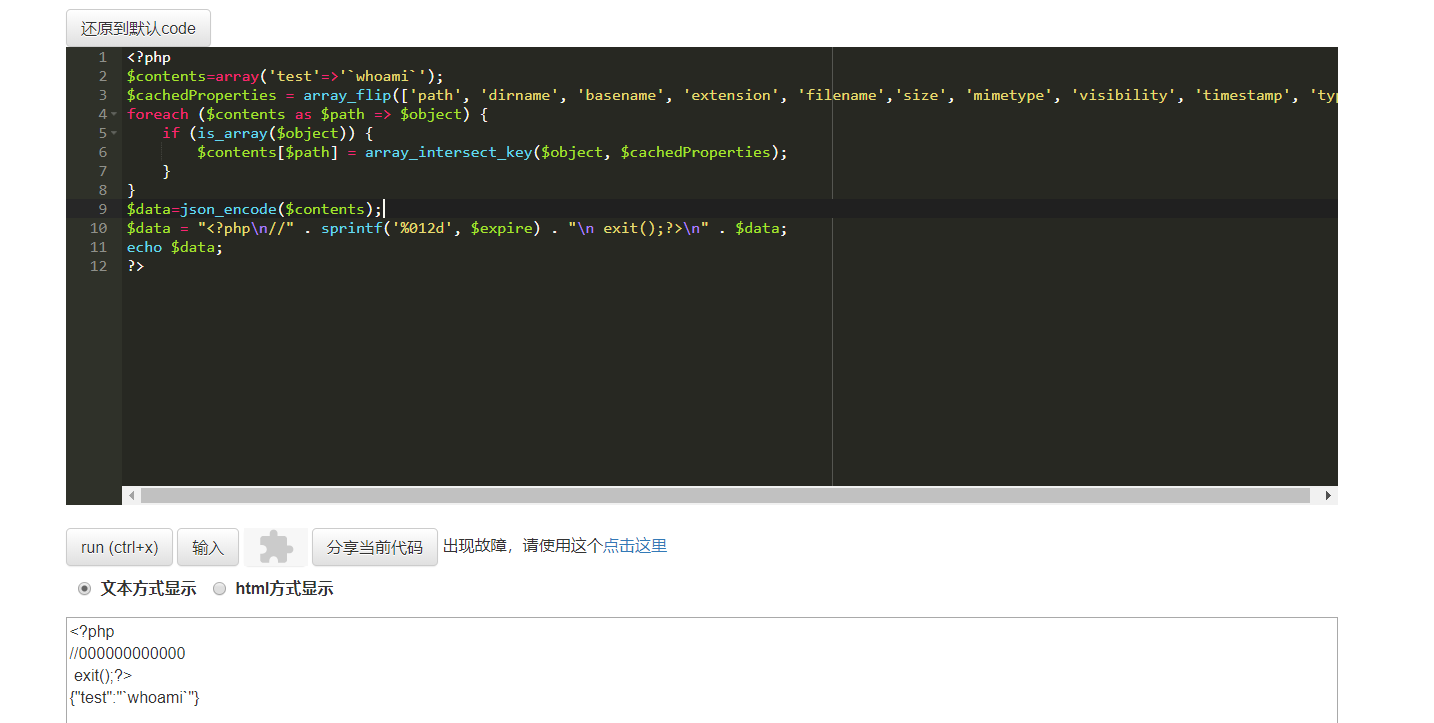 还原到默认code
1 <?php
2 $contents=array('test'=>'`whoami`');
3 $cachedProperties = array_flip(['path', 'dirname', 'basename', 'extension', 'filename','size', 'mimetype', 'visibility', 'timestamp', 'typ
4 foreach ($contents as $path => $object) {
5     if (is_array($object)) {
6         $contents[$path] = array_intersect_key($object, $cachedProperties);
7     }
8 }
9 $data=json_encode($contents);
10 $data = "<?php\n//" . sprintf('%012d', $expire) . "\n exit();?>\n" . $data;
11 echo $data;
12 ?>
run (ctrl+x) 输入 分享当前代码 出现故障，请使用这个点击这里
文本方式显示 html方式显示
<?php
//000000000000
 exit();?>
{"test":"`whoami`"}